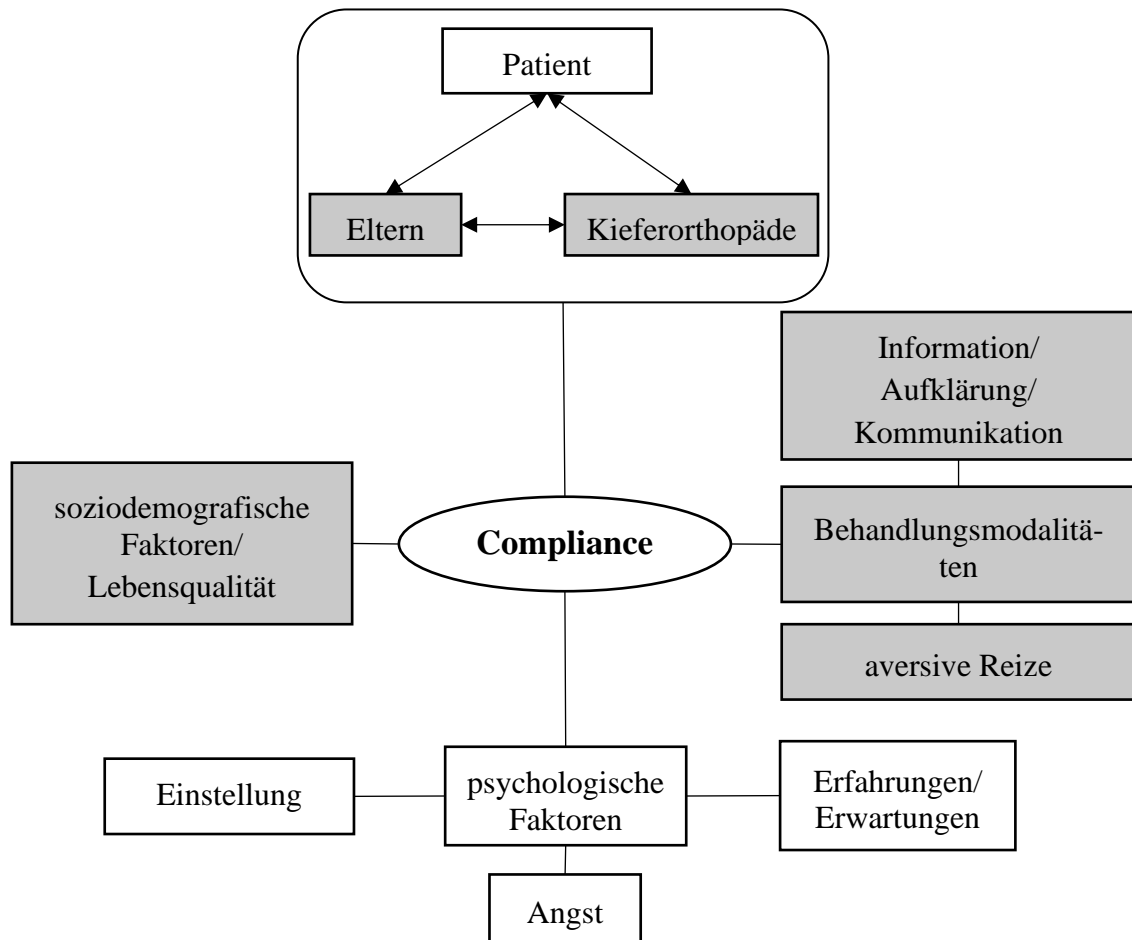 Patient
Eltern
Kieferorthopäde
Information/
Aufklärung/
Kommunikation
soziodemografische
Faktoren/
Lebensqualität
Compliance
Behandlungsmodalitä-
ten
aversive Reize
Einstellung
psychologische
Faktoren
Erfahrungen/
Erwartungen
Angst